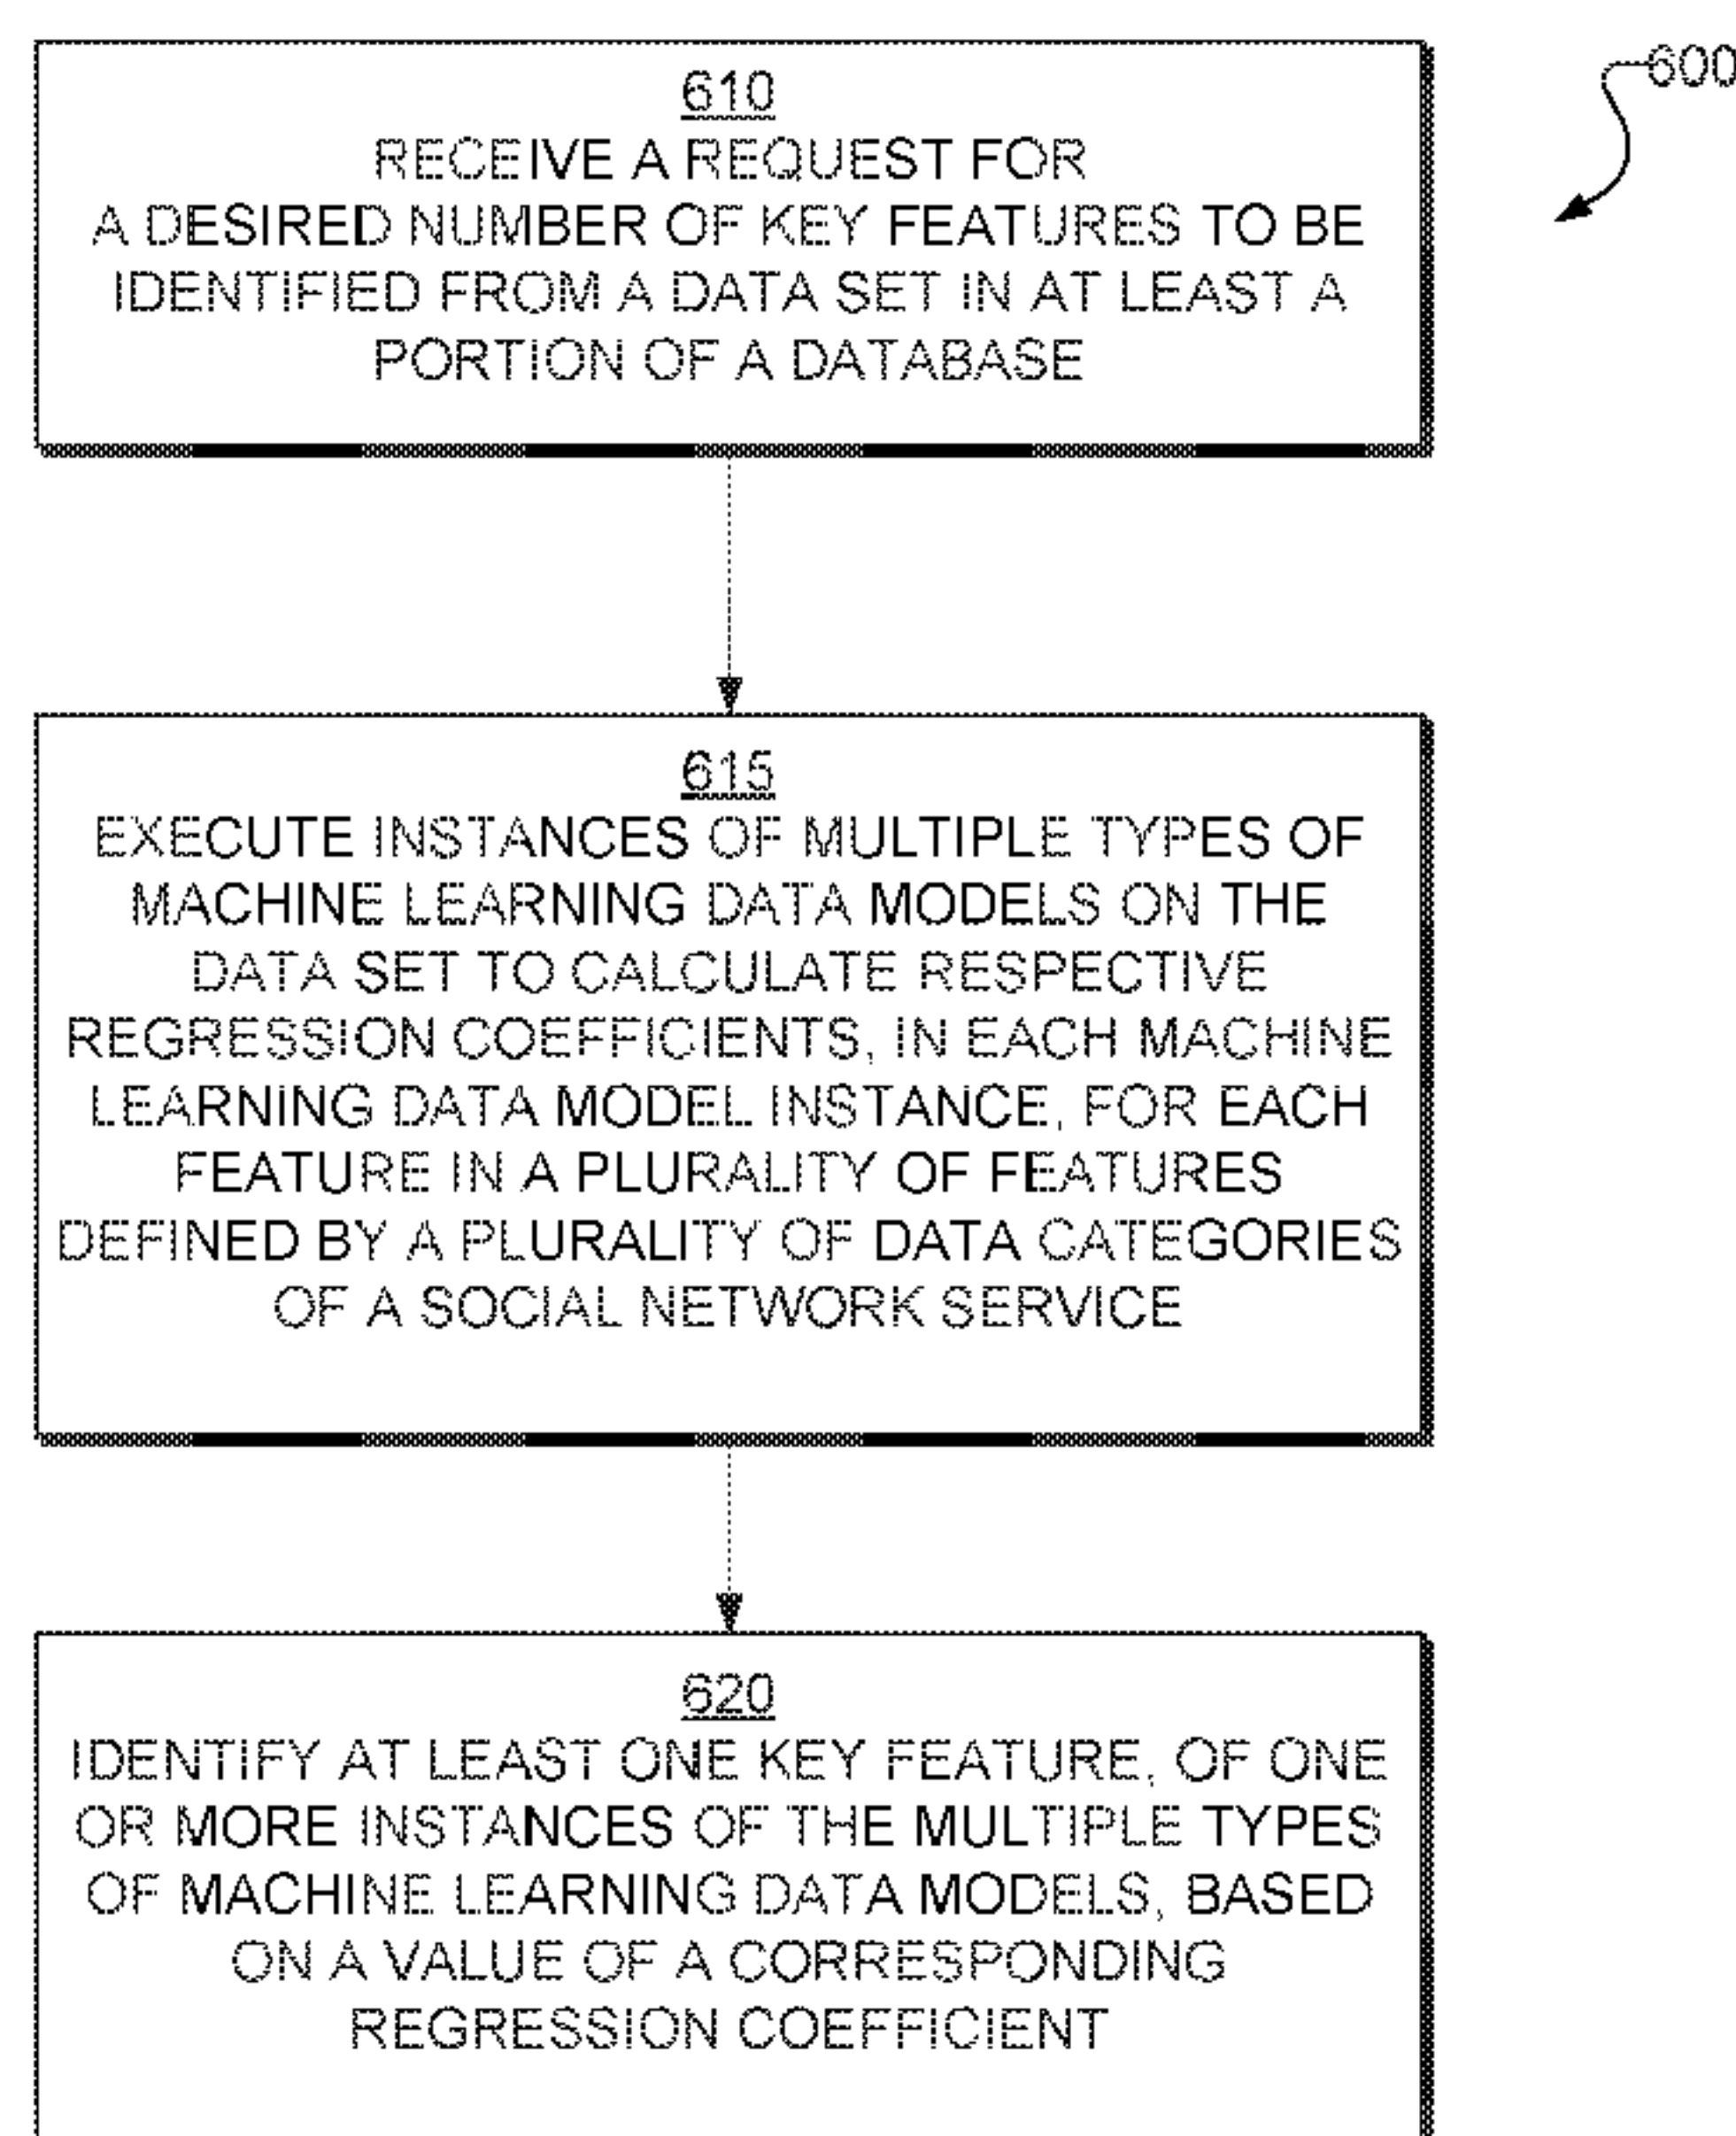 600
610
RECEIVE A REQUEST FOR
A DESIRED NUMBER OF KEY FEATURES TO BE
IDENTIFIED FROM A DATA SET IN AT LEAST A
PORTION OF A DATABASE
615
EXECUTE INSTANCES OF MULTIPLE TYPES OF
MACHINE LEARNING DATA MODELS ON THE
DATA SET TO CALCULATE RESPECTIVE
REGRESSION COEFFICIENTS, IN EACH MACHINE
LEARNING DATA MODEL INSTANCE, FOR EACH
FEATURE IN A PLURALITY OF FEATURES
DEFINED BY A PLURALITY OF DATA CATEGORIES
OF A SOCIAL NETWORK SERVICE
620
IDENTIFY AT LEAST ONE KEY FEATURE, OF ONE
OR MORE INSTANCES OF THE MULTIPLE TYPES
OF MACHINE LEARNING DATA MODELS, BASED
ON A VALUE OF A CORRESPONDING
REGRESSION COEFFICIENT